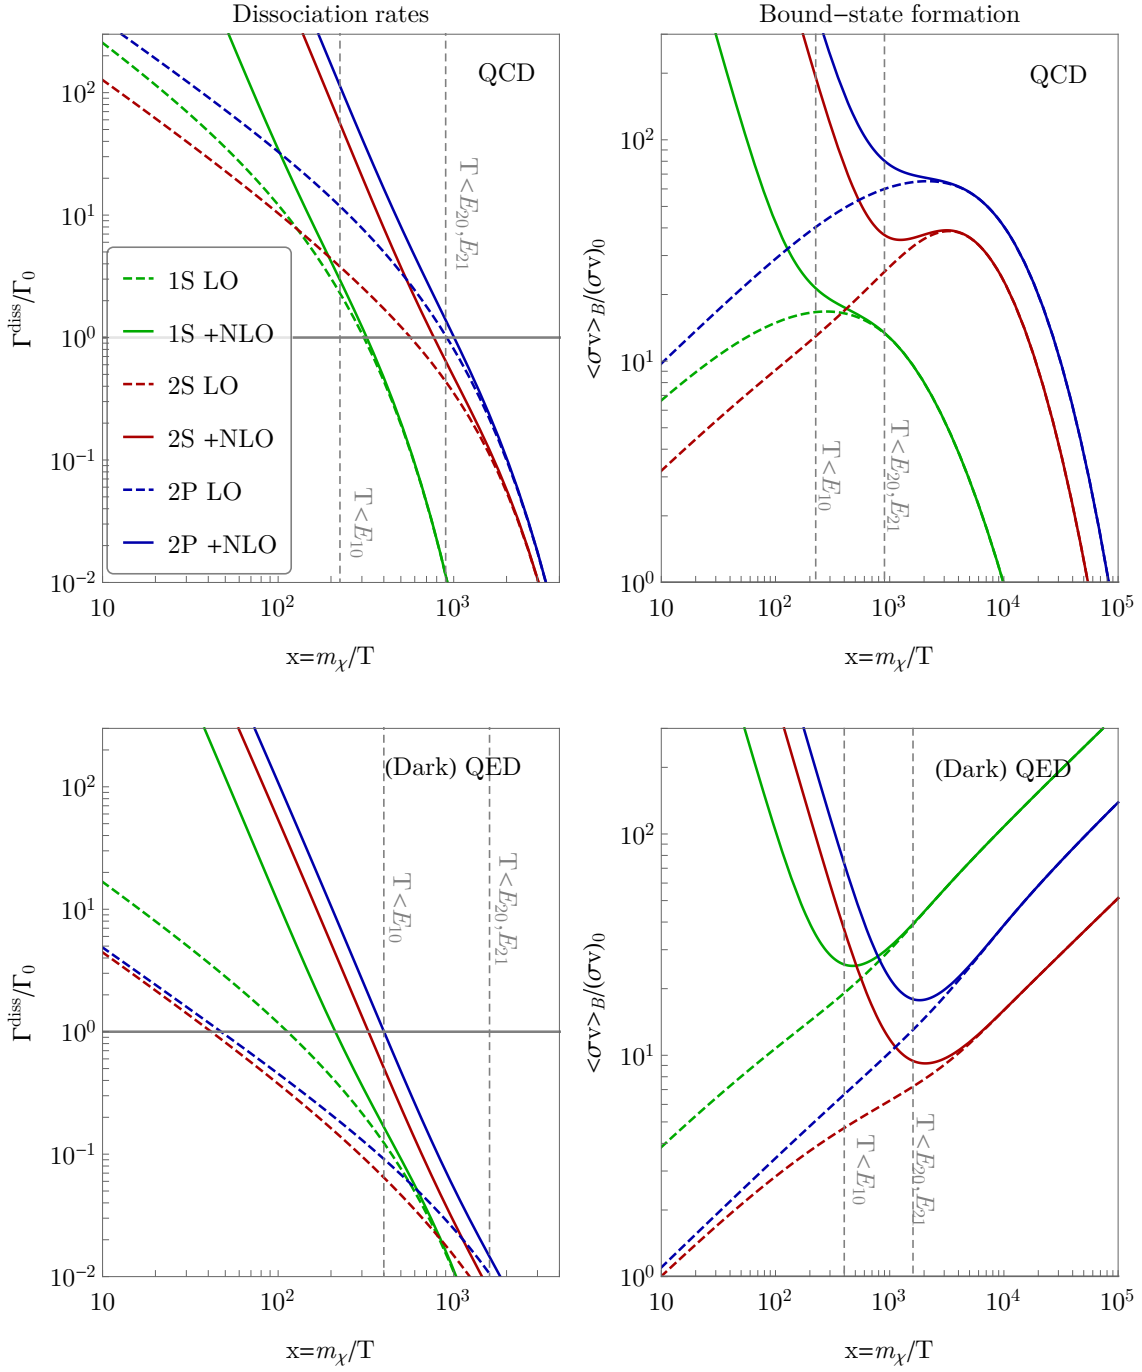 Dissociation rates
QCD
Γ^diss/Γ₀
10²
10¹
10⁰
10⁻¹
10⁻²
1S LO
1S +NLO
2S LO
2S +NLO
2P LO
2P +NLO
T<E₁₀
T<E₂₀,E₂₁
10
10²
10³
x=m_χ/T
Bound−state formation
QCD
<σv>_B/(σv)₀
10²
10¹
10⁰
T<E₁₀
T<E₂₀,E₂₁
10
10²
10³
10⁴
10⁵
x=m_χ/T
(Dark) QED
Γ^diss/Γ₀
10²
10¹
10⁰
10⁻¹
10⁻²
T<E₁₀
T<E₂₀,E₂₁
10
10²
10³
x=m_χ/T
(Dark) QED
<σv>_B/(σv)₀
10²
10¹
10⁰
T<E₁₀
T<E₂₀,E₂₁
10
10²
10³
10⁴
10⁵
x=m_χ/T